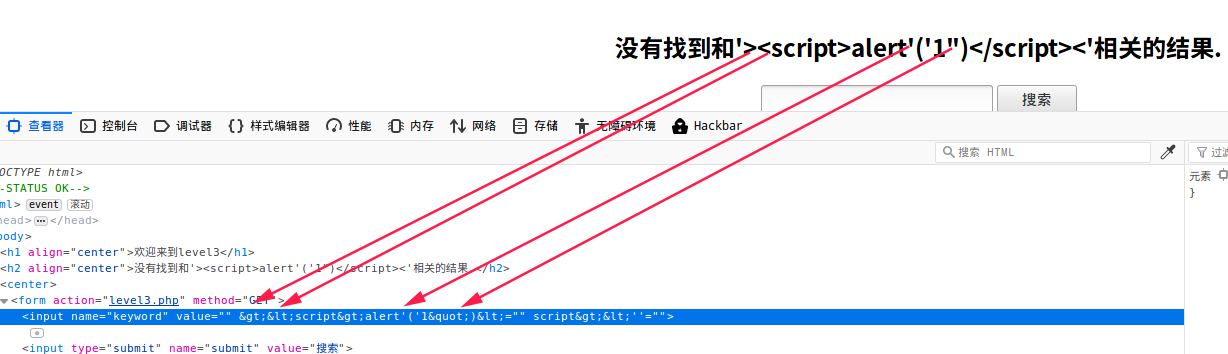 没有找到和'><script>alert'('1")</script><'相关的结果.
搜索
查看器 控制台 调试器 {} 样式编辑器 性能 内存 网络 存储 无障碍环境 Hackbar
搜索 HTML 过滤
OCTYPE html>
-STATUS OK-->
ml> event 滚动
head> ••• </head>
body>
<h1 align="center">欢迎来到level3</h1>
<h2 align="center">没有找到和'><script>alert'('1")</script><'相关的结果.</h2>
<center>
<form action="level3.php" method="GET">
<input name="keyword" value="" &gt;&lt;script&gt;alert'('1&quot;)&lt;="" script&gt;&lt;''="">
<input type="submit" name="submit" value="搜索">
元素
}